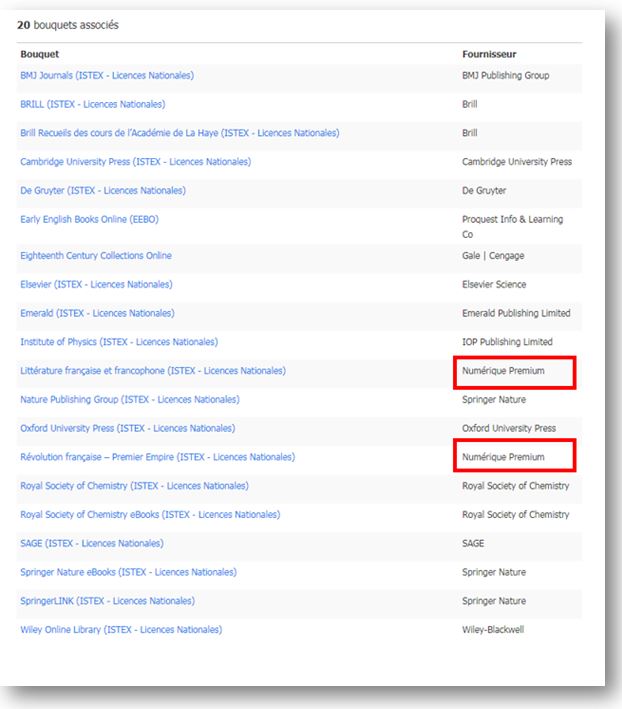 20 bouquets associés
Bouquet Fournisseur
BMJ Journals (ISTEX - Licences Nationales) BMJ Publishing Group
BRILL (ISTEX - Licences Nationales) Brill
Brill Recueils des cours de l'Académie de La Haye (ISTEX - Licences Nationales) Brill
Cambridge University Press (ISTEX - Licences Nationales) Cambridge University Press
De Gruyter (ISTEX - Licences Nationales) De Gruyter
Early English Books Online (EEBO) Proquest Info & Learning
Co
Eighteenth Century Collections Online Gale | Cengage
Elsevier (ISTEX - Licences Nationales) Elsevier Science
Emerald (ISTEX - Licences Nationales) Emerald Publishing Limited
Institute of Physics (ISTEX - Licences Nationales) IOP Publishing Limited
Littérature française et francophone (ISTEX - Licences Nationales) Numérique Premium
Nature Publishing Group (ISTEX - Licences Nationales) Springer Nature
Oxford University Press (ISTEX - Licences Nationales) Oxford University Press
Révolution française – Premier Empire (ISTEX - Licences Nationales) Numérique Premium
Royal Society of Chemistry (ISTEX - Licences Nationales) Royal Society of Chemistry
Royal Society of Chemistry eBooks (ISTEX - Licences Nationales) Royal Society of Chemistry
SAGE (ISTEX - Licences Nationales) SAGE
Springer Nature eBooks (ISTEX - Licences Nationales) Springer Nature
SpringerLINK (ISTEX - Licences Nationales) Springer Nature
Wiley Online Library (ISTEX - Licences Nationales) Wiley-Blackwell